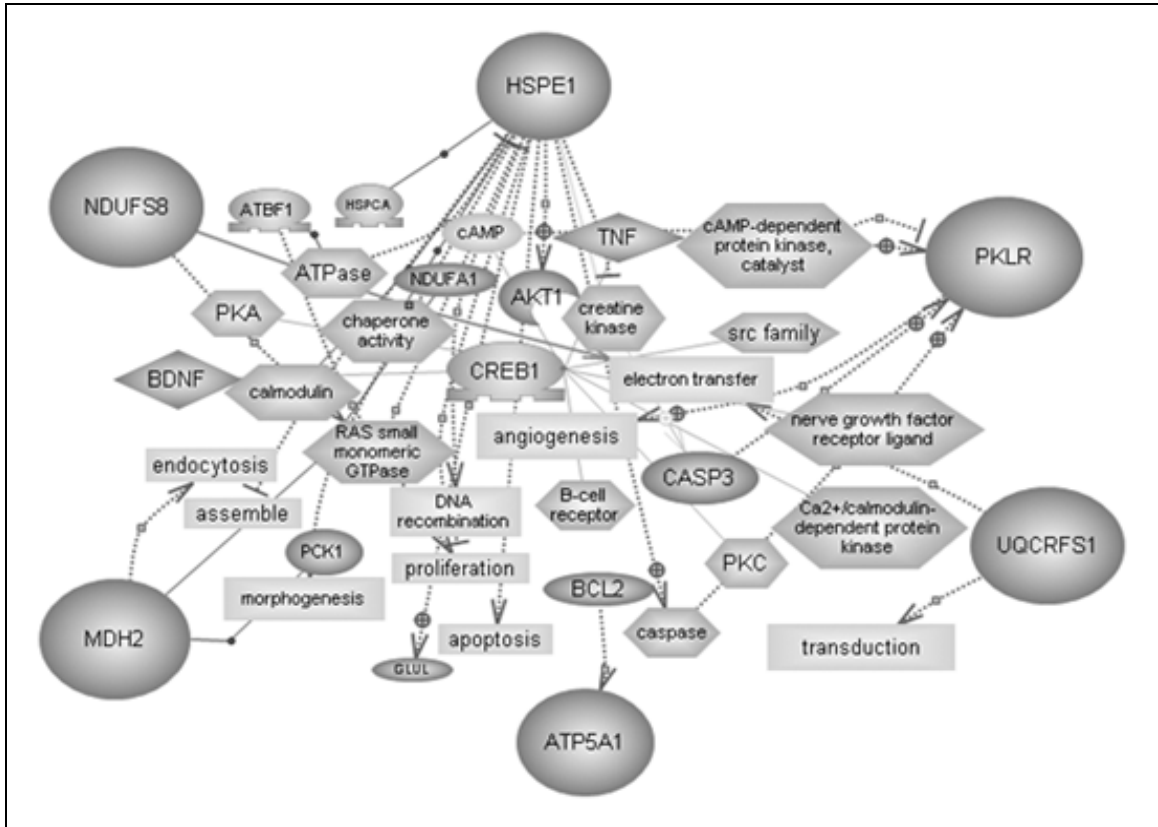 HSPE1
NDUFS8
ATBF1
HSPCA
cAMP
TNF
cAMP-dependent
protein kinase,
catalyst
PKLR
ATPase
NDUFA1
AKT1
PKA
chaperone
activity
creatine
kinase
src family
BDNF
calmodulin
CREB1
electron transfer
RAS small
monomeric
GTPase
angiogenesis
nerve growth factor
receptor ligand
endocytosis
CASP3
assemble
DNA
recombination
B-cell
receptor
Ca2+/calmodulin-
dependent protein
kinase
UQCRFS1
PCK1
proliferation
PKC
morphogenesis
BCL2
MDH2
apoptosis
caspase
transduction
GLUL
ATP5A1